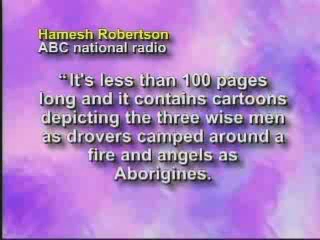 Hamesh Robertson
ABC national radio
“It's less than 100 pages
long and it contains cartoons
depicting the three wise men
as drovers camped around a
fire and angels as
Aborigines.